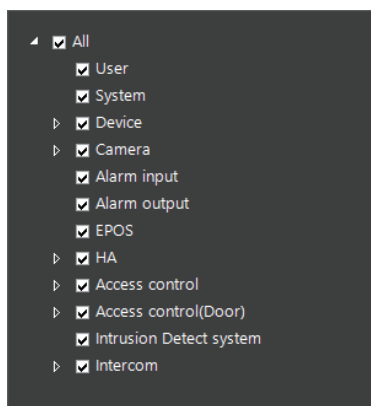 All
User
System
Device
Camera
Alarm input
Alarm output
EPOS
HA
Access control
Access control(Door)
Intrusion Detect system
Intercom